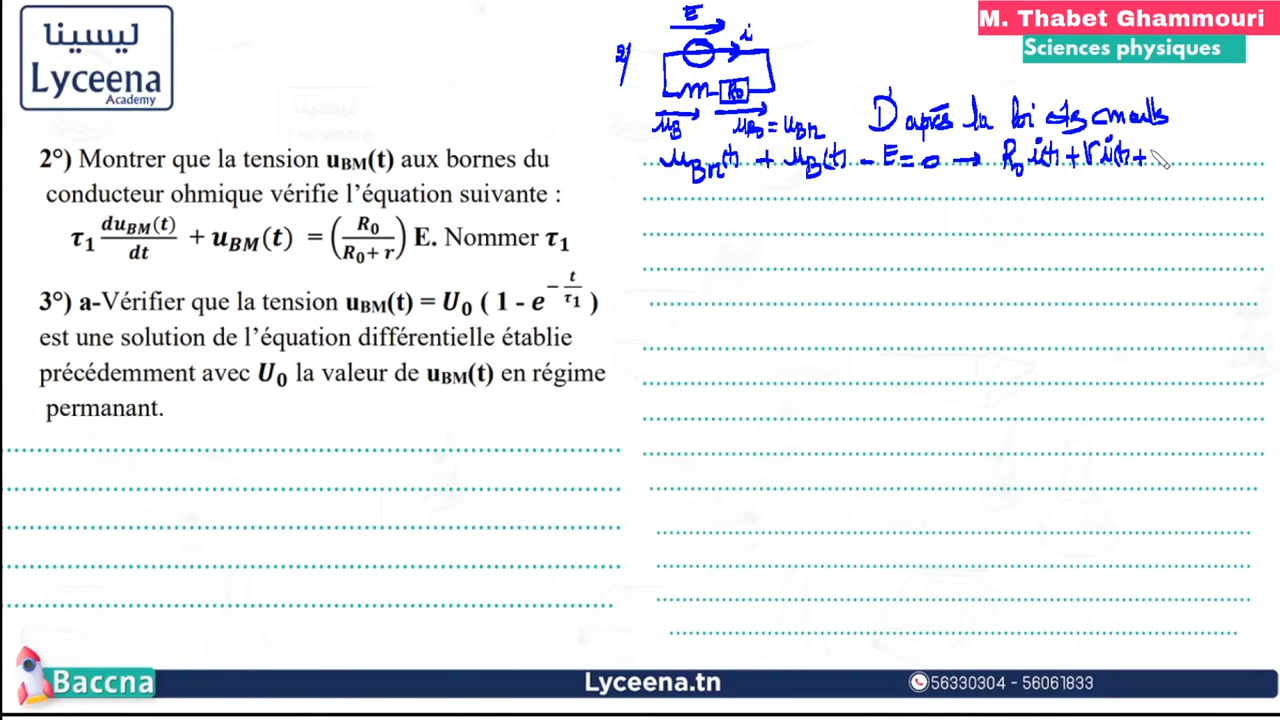 ليسينا
Lyceena
Academy
M. Thabet Ghammouri
Sciences physiques
2°) Montrer que la tension uBM(t) aux bornes du
conducteur ohmique vérifie l'équation suivante :
τ₁ duBM(t)/dt + uBM(t) = (R₀/(R₀+ r)) E. Nommer τ₁
3°) a-Vérifier que la tension uBM(t) = U₀ ( 1 - e^(-t/τ₁) )
est une solution de l'équation différentielle établie
précédemment avec U₀ la valeur de uBM(t) en régime
permanant.
2/
E
i
R₀
uB uR₀ = uBM
D'après la loi des mailles
uBM(t) + uB(t) - E = 0 → R₀ i(t) + r i(t) +
Baccna
Lyceena.tn
56330304 - 56061833